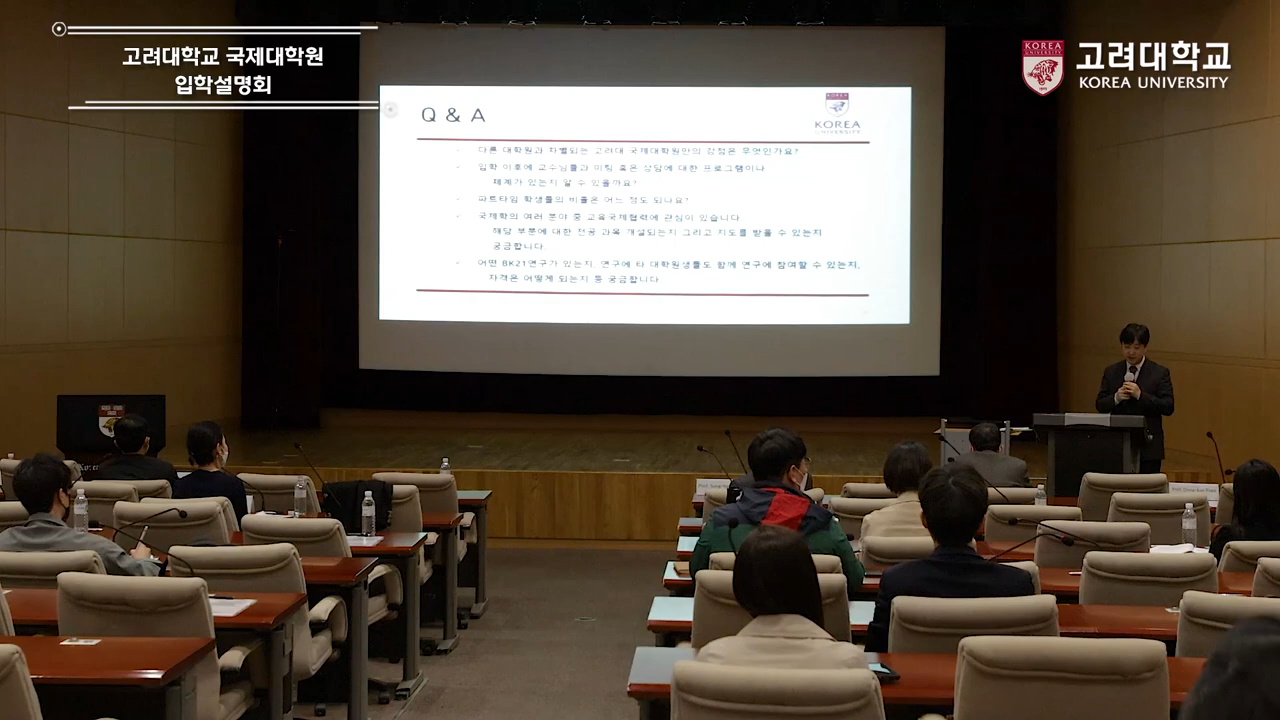 고려대학교 국제대학원
입학설명회
KOREA
UNIVERSITY
고려대학교
KOREA UNIVERSITY
Q & A
KOREA
UNIVERSITY
다른 대학원과 차별되는 고려대 국제대학원만의 강점은 무엇인가요?
입학 이후에 교수님들과 미팅 혹은 상담에 대한 프로그램이나
체계가 있는지 알 수 있을까요?
파트타임 학생들의 비율은 어느 정도 되나요?
국제학의 여러 분야 중 교육국제협력에 관심이 있습니다
해당 부분에 대한 전공 과목 개설되는지 그리고 지도를 받을 수 있는지
궁금합니다.
어떤 BK21연구가 있는지, 연구에 타 대학원생들도 함께 연구에 참여할 수 있는지,
자격은 어떻게 되는지 등 궁금합니다